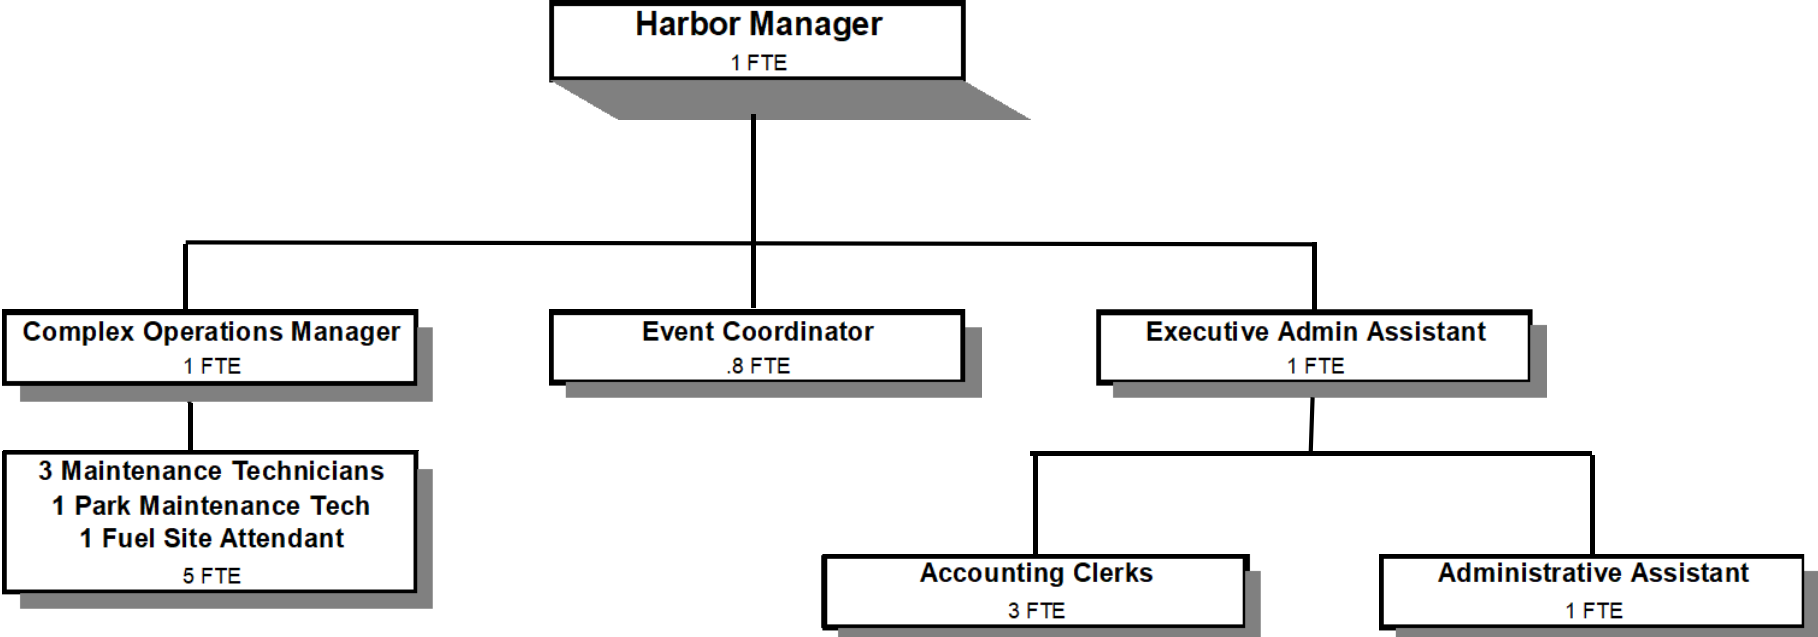 Harbor Manager
1 FTE
Complex Operations Manager
1 FTE
Event Coordinator
.8 FTE
Executive Admin Assistant
1 FTE
3 Maintenance Technicians
1 Park Maintenance Tech
1 Fuel Site Attendant
5 FTE
Accounting Clerks
3 FTE
Administrative Assistant
1 FTE